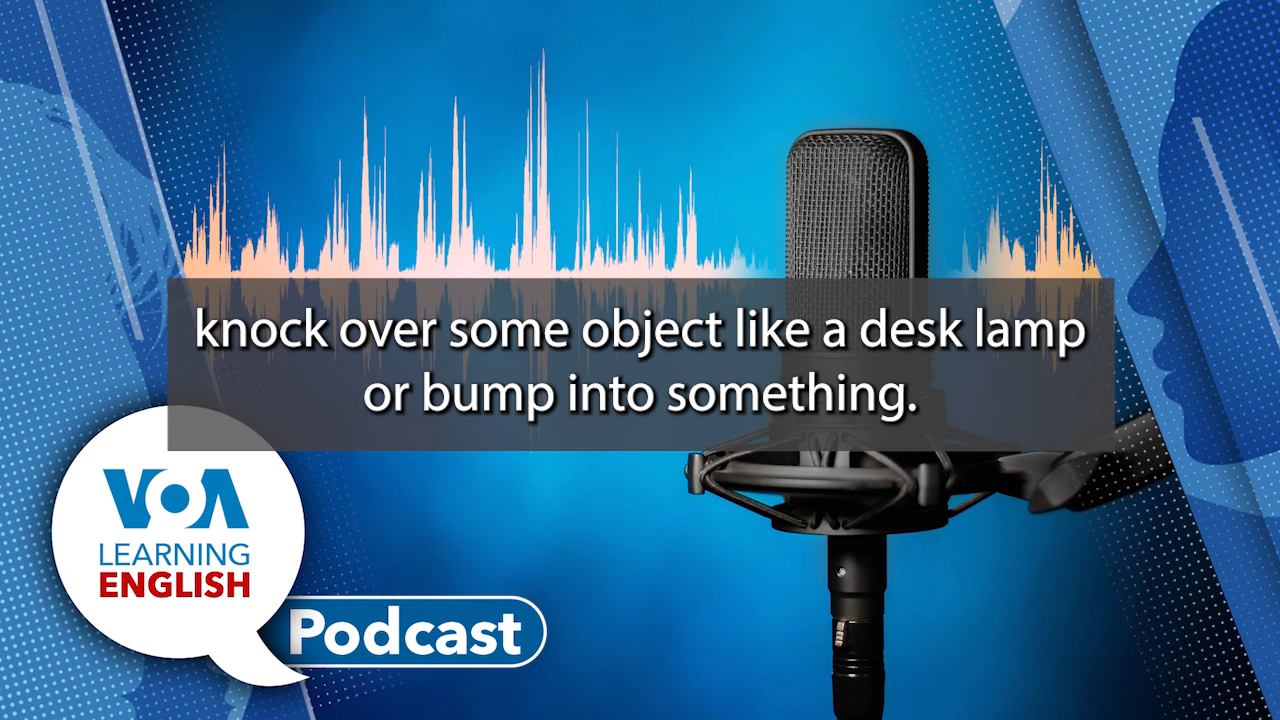 knock over some object like a desk lamp
or bump into something.
VOA
LEARNING
ENGLISH
Podcast